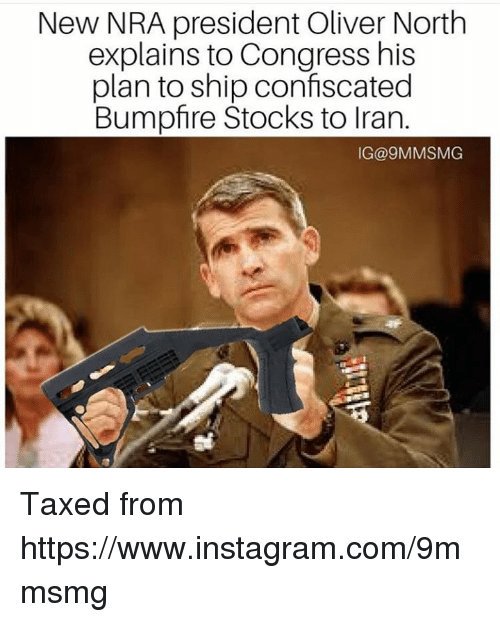 New NRA president Oliver North
explains to Congress his
plan to ship confiscated
Bumpfire Stocks to Iran.
IG@9MMSMG
Taxed from
https://www.instagram.com/9m
msmg